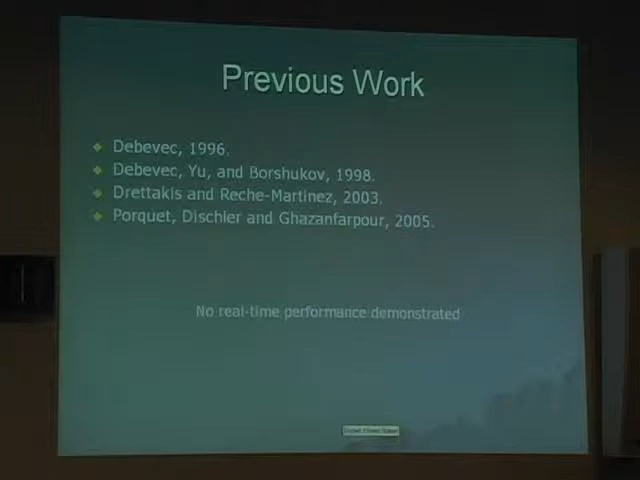 Previous Work
Debevec, 1996.
Debevec, Yu, and Borshukov, 1998.
Drettakis and Reche-Martinez, 2003.
Porquet, Dischler and Ghazanfarpour, 2005.
No real-time performance demonstrated